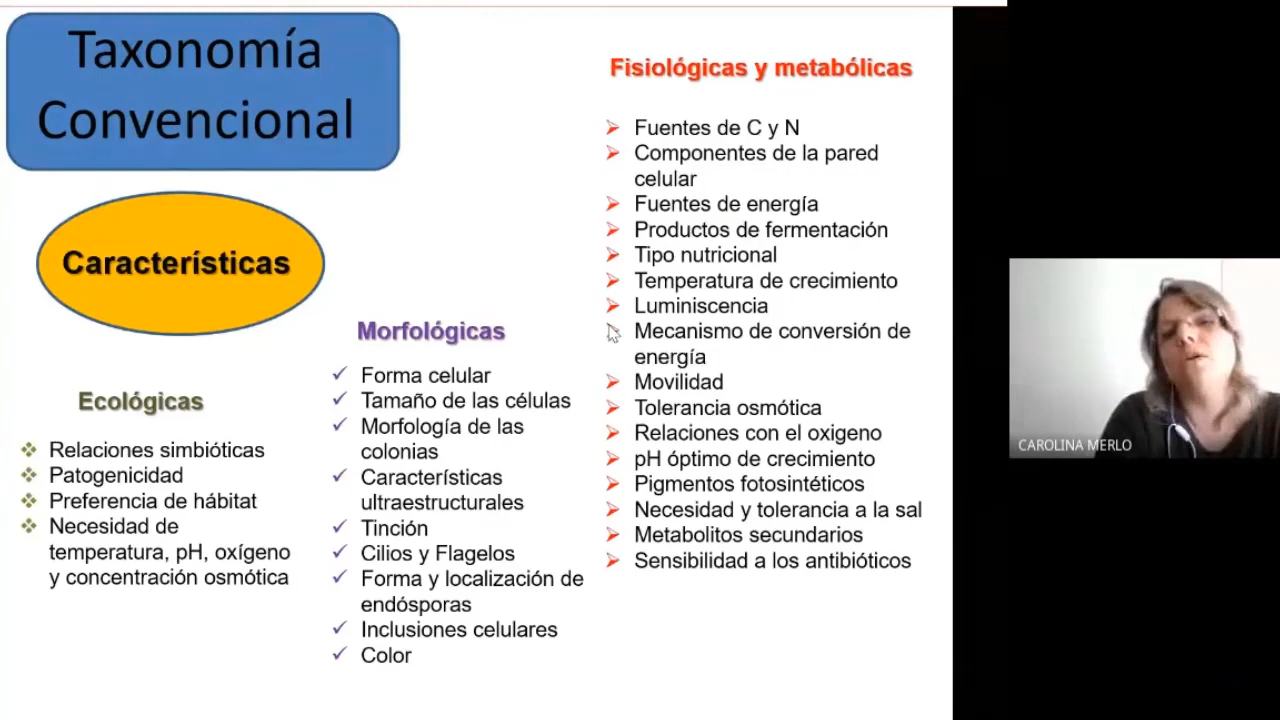 Taxonomía
Convencional
Características
Ecológicas
Relaciones simbióticas
Patogenicidad
Preferencia de hábitat
Necesidad de
temperatura, pH, oxígeno
y concentración osmótica
Morfológicas
Forma celular
Tamaño de las células
Morfología de las
colonias
Características
ultraestructurales
Tinción
Cilios y Flagelos
Forma y localización de
endósporas
Inclusiones celulares
Color
Fisiológicas y metabólicas
Fuentes de C y N
Componentes de la pared
celular
Fuentes de energía
Productos de fermentación
Tipo nutricional
Temperatura de crecimiento
Luminiscencia
Mecanismo de conversión de
energía
Movilidad
Tolerancia osmótica
Relaciones con el oxigeno
pH óptimo de crecimiento
Pigmentos fotosintéticos
Necesidad y tolerancia a la sal
Metabolitos secundarios
Sensibilidad a los antibióticos
CAROLINA MERLO